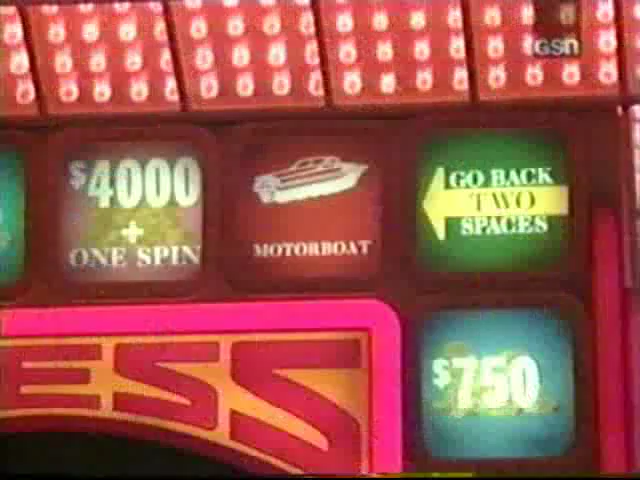 GSN
$4000
+
ONE SPIN
MOTORBOAT
GO BACK
TWO
SPACES
ESS
$750